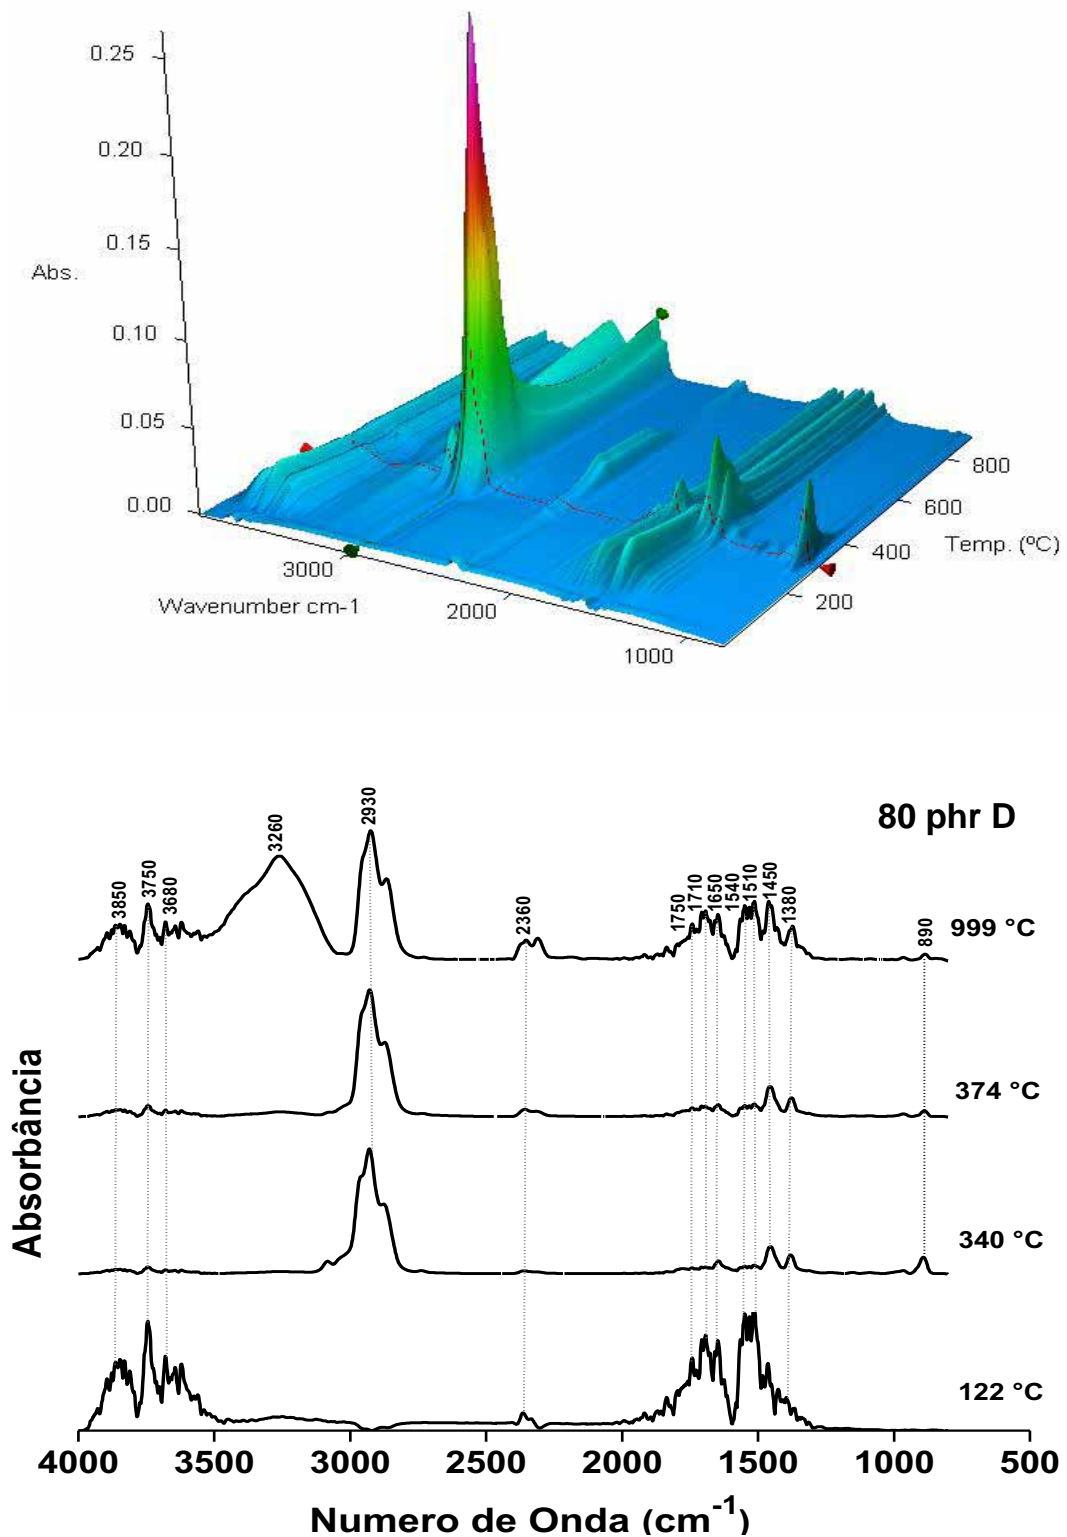 0.25
0.20
0.15
Abs.
0.10
0.05
0.00
3000
Wavenumber cm-1
2000
1000
200
400
600
800
Temp. (ºC)
80 phr D
3850
3750
3680
3260
2930
2360
1750
1710
1650
1540
1510
1450
1380
890
999 °C
374 °C
340 °C
122 °C
Absorbância
4000 3500 3000 2500 2000 1500 1000 500
Numero de Onda (cm-1)